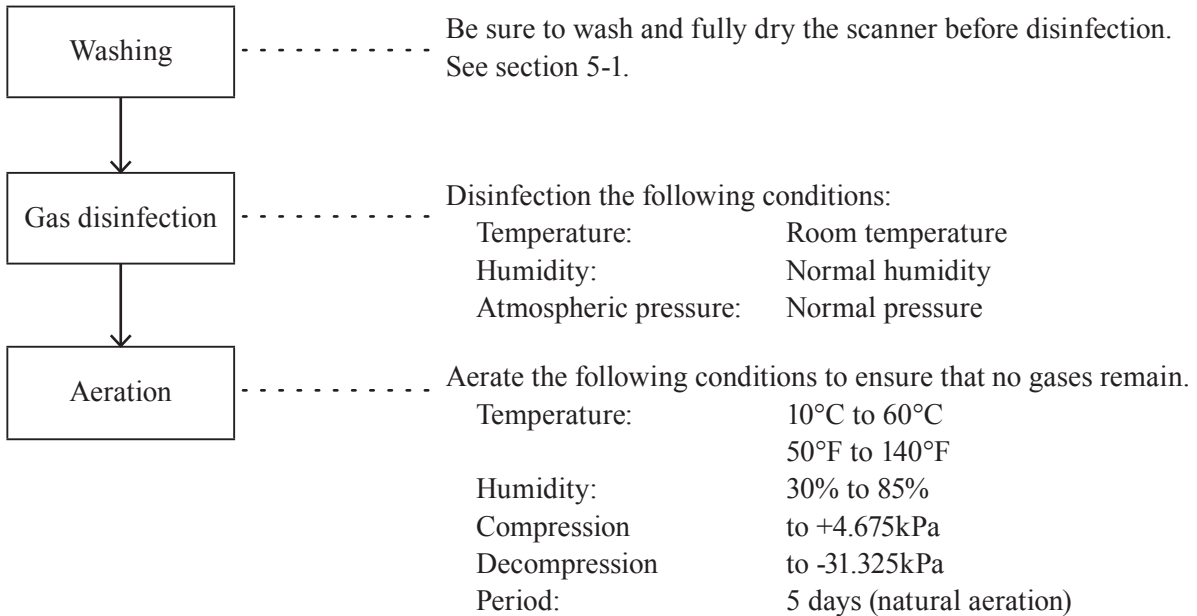 Washing
Be sure to wash and fully dry the scanner before disinfection.
See section 5-1.
Gas disinfection
Disinfection the following conditions:
Temperature: Room temperature
Humidity: Normal humidity
Atmospheric pressure: Normal pressure
Aeration
Aerate the following conditions to ensure that no gases remain.
Temperature: 10°C to 60°C
50°F to 140°F
Humidity: 30% to 85%
Compression to +4.675kPa
Decompression to -31.325kPa
Period: 5 days (natural aeration)